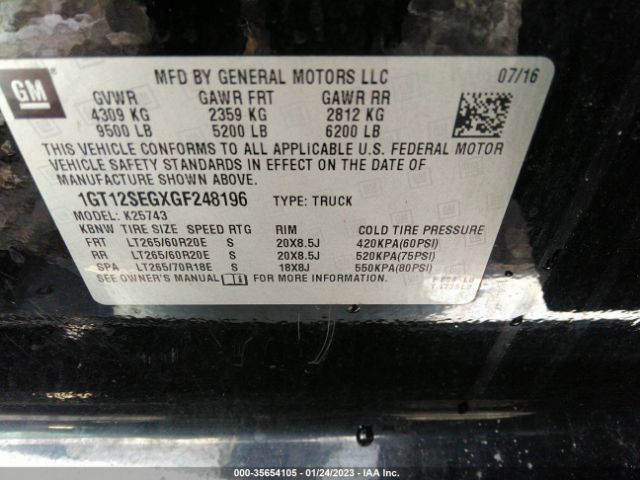 GM
MFD BY GENERAL MOTORS LLC 07/16
GVWR GAWR FRT GAWR RR
4309 KG 2359 KG 2812 KG
9500 LB 5200 LB 6200 LB
THIS VEHICLE CONFORMS TO ALL APPLICABLE U.S. FEDERAL MOTOR
VEHICLE SAFETY STANDARDS IN EFFECT ON THE DATE OF
MANUFACTURE SHOWN ABOVE.
1GT12SEGXGF248196 TYPE: TRUCK
MODEL: K25743
KBNW TIRE SIZE SPEED RTG RIM COLD TIRE PRESSURE
FRT LT265/60R20E S 20X8.5J 420KPA(60PSI)
RR LT265/60R20E S 20X8.5J 520KPA(75PSI)
SPA LT265/70R18E S 18X8J 550KPA(80PSI)
SEE OWNER'S MANUAL FOR MORE INFORMATION.
000-35654105 - 01/24/2023 - IAA Inc.